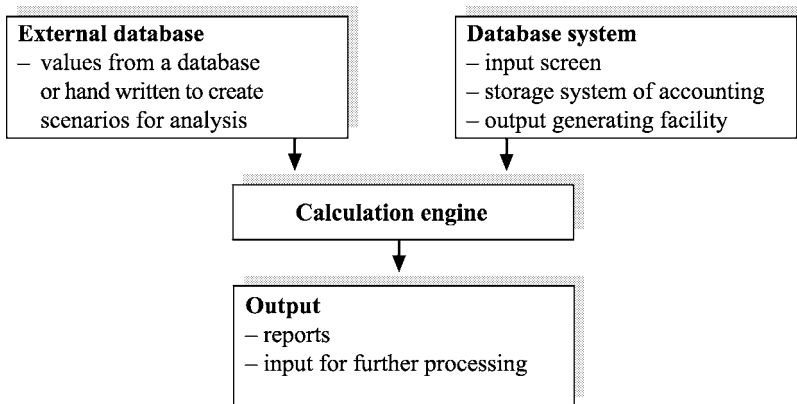 External database
– values from a database
or hand written to create
scenarios for analysis
Database system
– input screen
– storage system of accounting
– output generating facility
Calculation engine
Output
– reports
– input for further processing